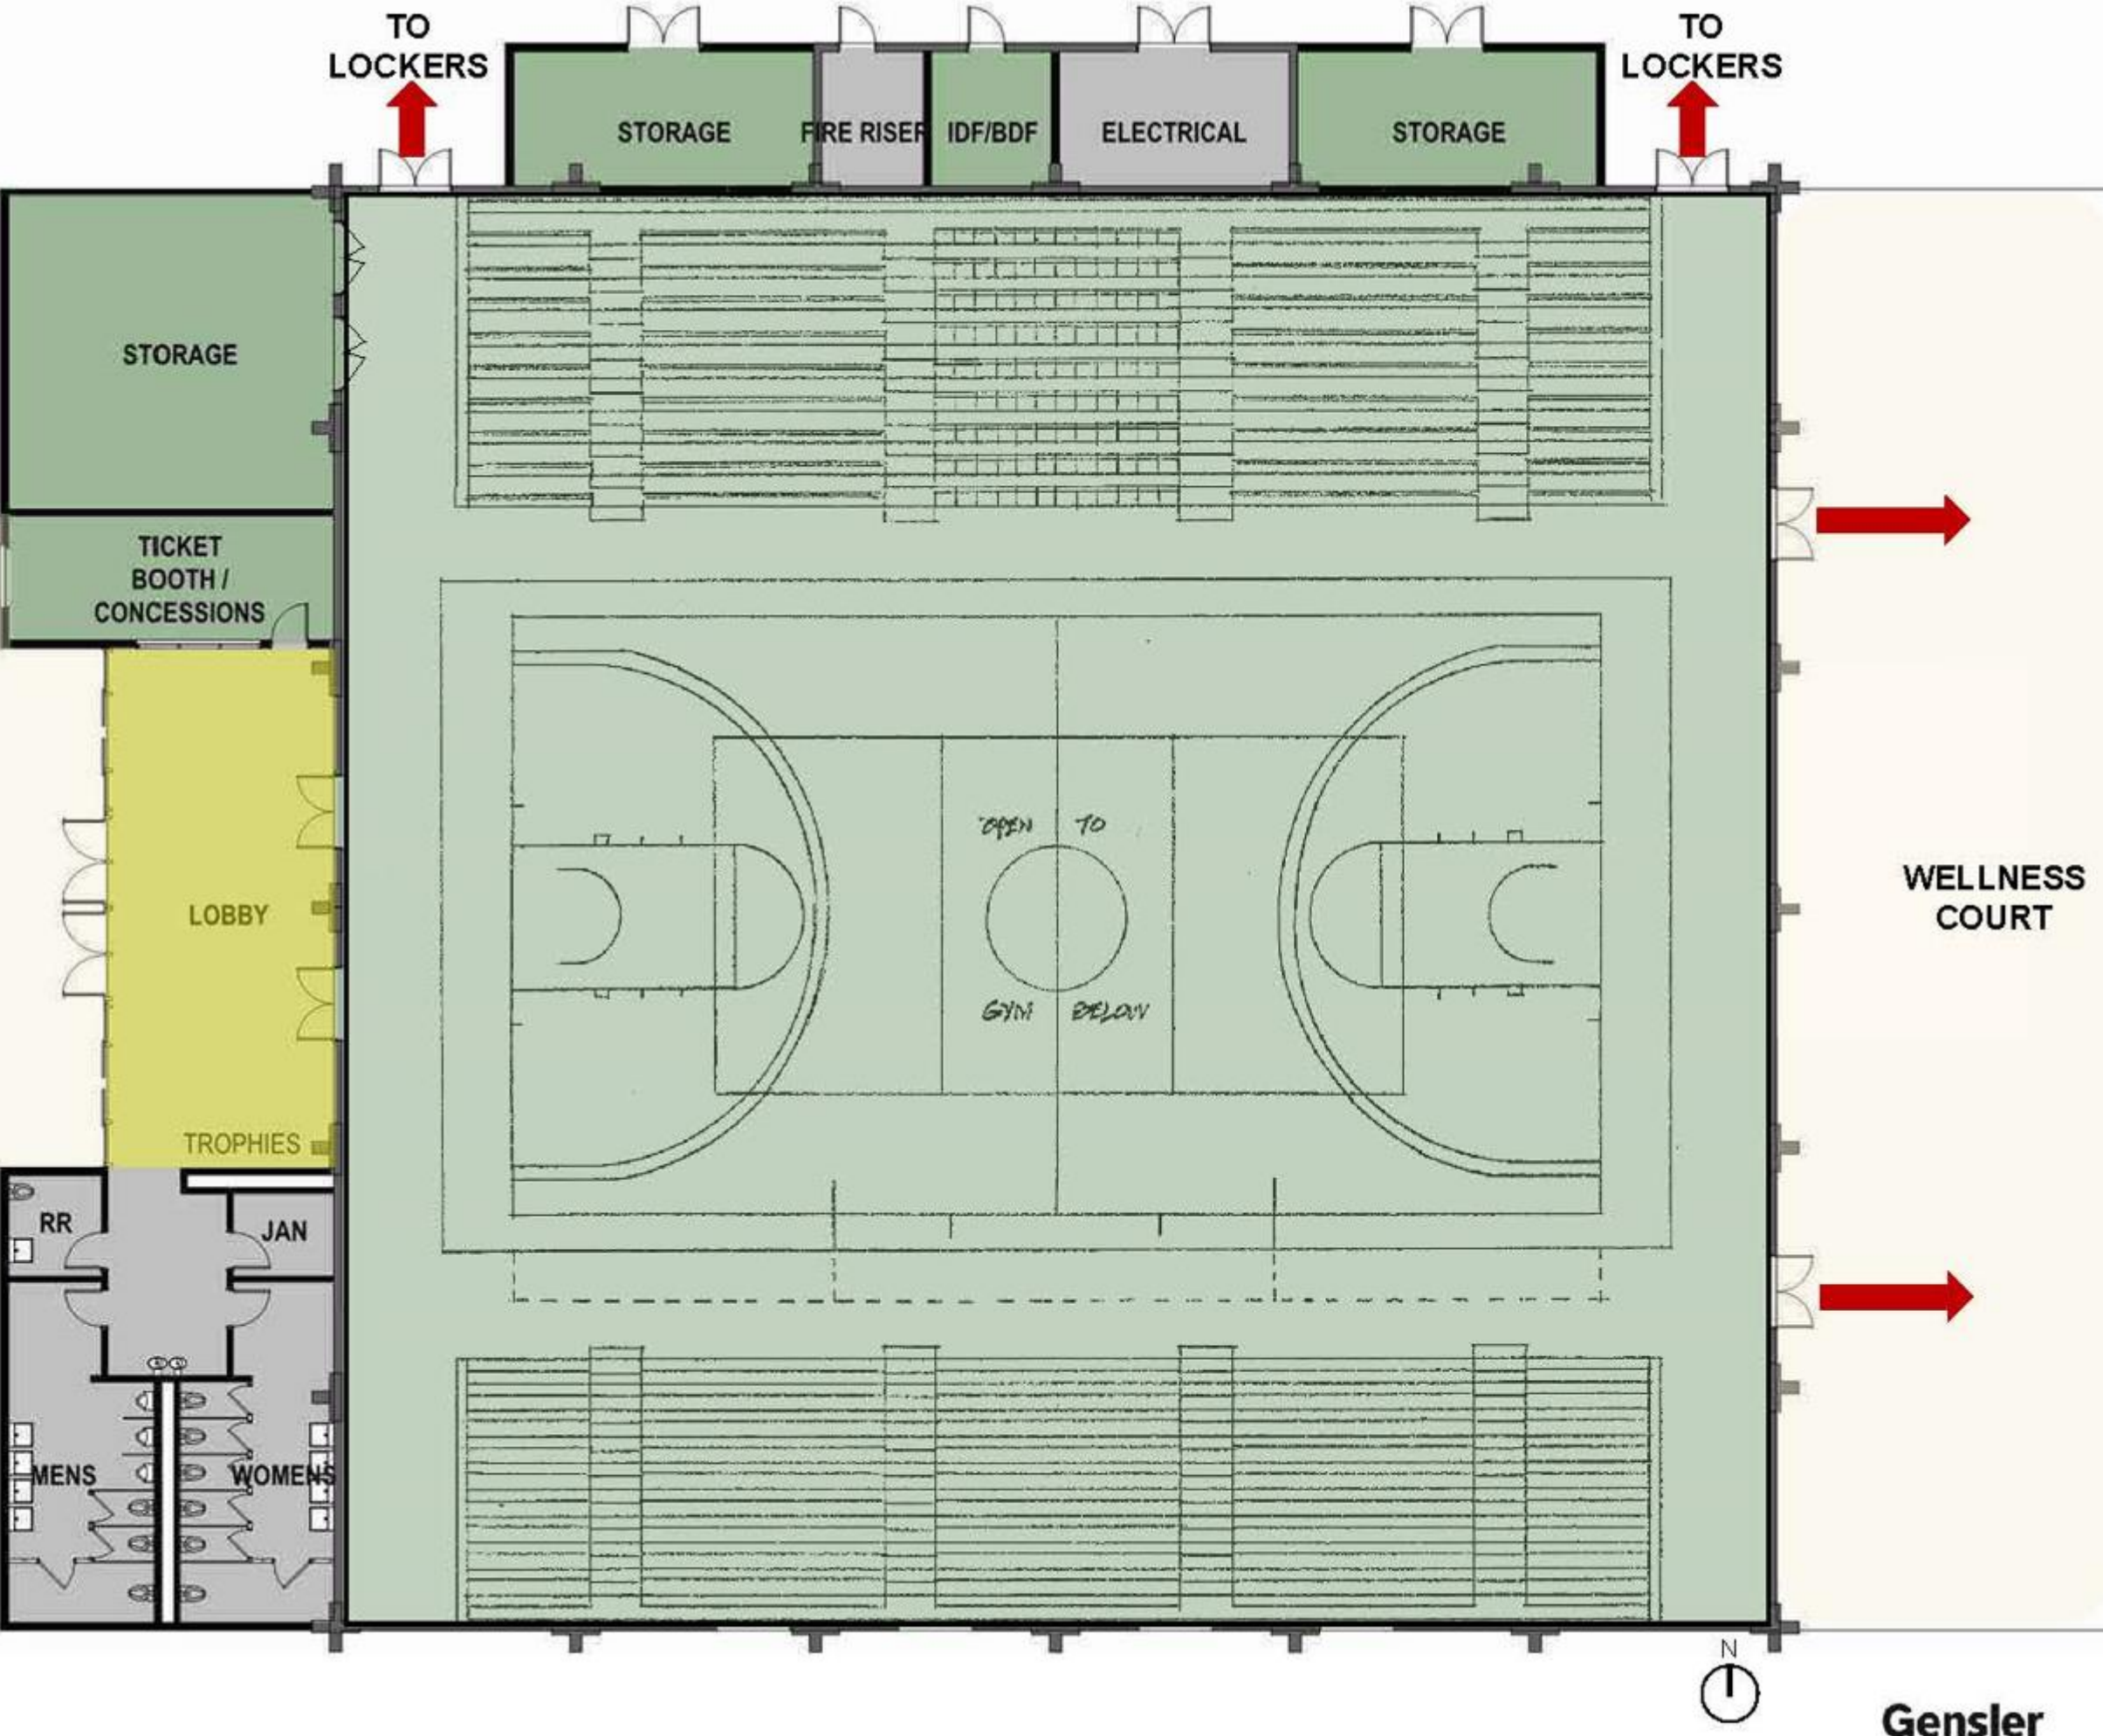 TO
LOCKERS
TO
LOCKERS
STORAGE
FIRE RISER
IDF/BDF
ELECTRICAL
STORAGE
STORAGE
TICKET
BOOTH /
CONCESSIONS
OPEN TO
WELLNESS
COURT
LOBBY
GYM BELOW
TROPHIES
RR
JAN
MENS
WOMENS
N
Gensler